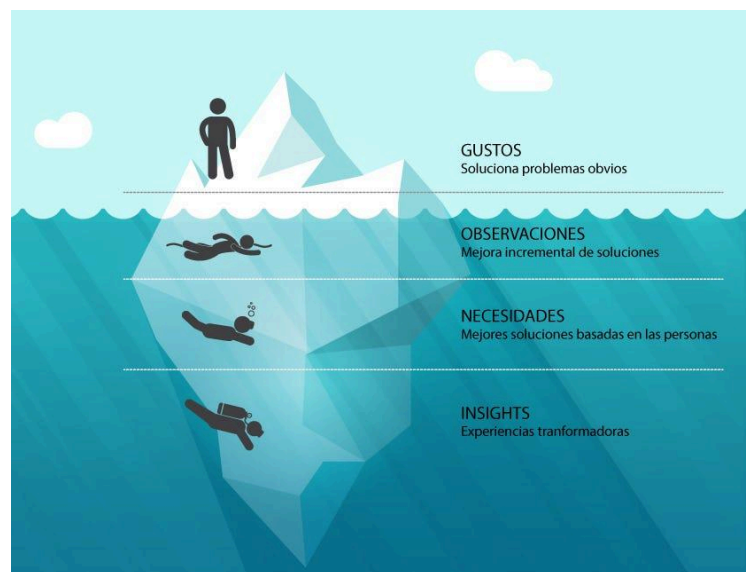 GUSTOS
Soluciona problemas obvios
OBSERVACIONES
Mejora incremental de soluciones
NECESIDADES
Mejores soluciones basadas en las personas
INSIGHTS
Experiencias tranformadoras